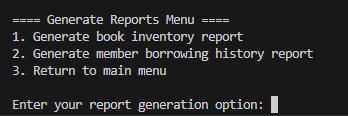 ==== Generate Reports Menu ====
1. Generate book inventory report
2. Generate member borrowing history report
3. Return to main menu
Enter your report generation option: